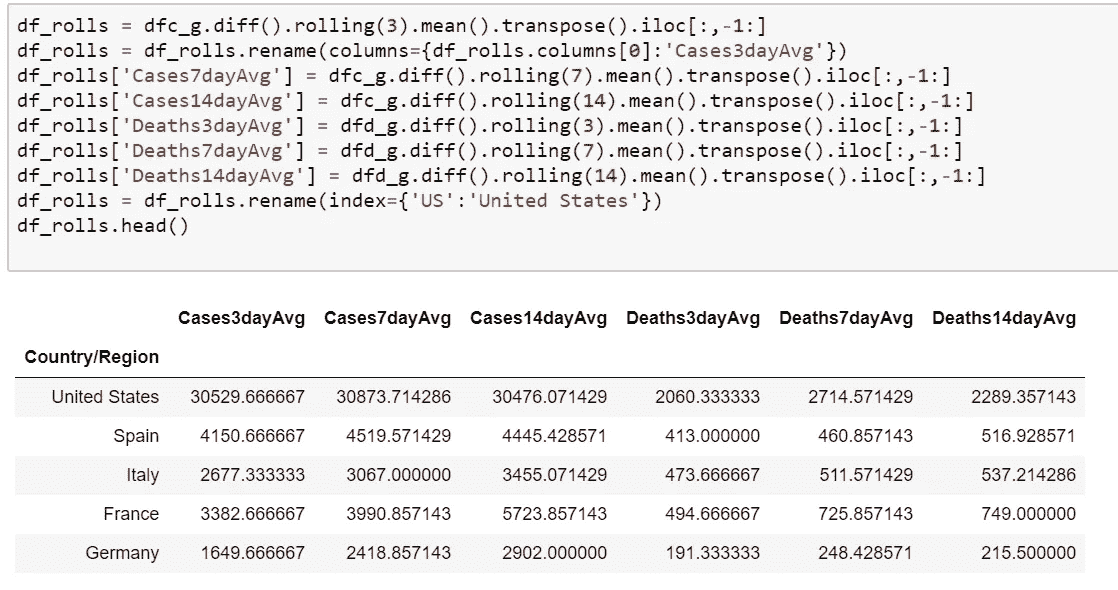 df_rolls = dfc_g.diff().rolling(3).mean().transpose().iloc[:,-1:]
df_rolls = df_rolls.rename(columns={df_rolls.columns[0]:'Cases3dayAvg'})
df_rolls['Cases7dayAvg'] = dfc_g.diff().rolling(7).mean().transpose().iloc[:,-1:]
df_rolls['Cases14dayAvg'] = dfc_g.diff().rolling(14).mean().transpose().iloc[:,-1:]
df_rolls['Deaths3dayAvg'] = dfd_g.diff().rolling(3).mean().transpose().iloc[:,-1:]
df_rolls['Deaths7dayAvg'] = dfd_g.diff().rolling(7).mean().transpose().iloc[:,-1:]
df_rolls['Deaths14dayAvg'] = dfd_g.diff().rolling(14).mean().transpose().iloc[:,-1:]
df_rolls = df_rolls.rename(index={'US':'United States'})
df_rolls.head()
Cases3dayAvg Cases7dayAvg Cases14dayAvg Deaths3dayAvg Deaths7dayAvg Deaths14dayAvg
Country/Region
United States 30529.666667 30873.714286 30476.071429 2060.333333 2714.571429 2289.357143
Spain 4150.666667 4519.571429 4445.428571 413.000000 460.857143 516.928571
Italy 2677.333333 3067.000000 3455.071429 473.666667 511.571429 537.214286
France 3382.666667 3990.857143 5723.857143 494.666667 725.857143 749.000000
Germany 1649.666667 2418.857143 2902.000000 191.333333 248.428571 215.500000